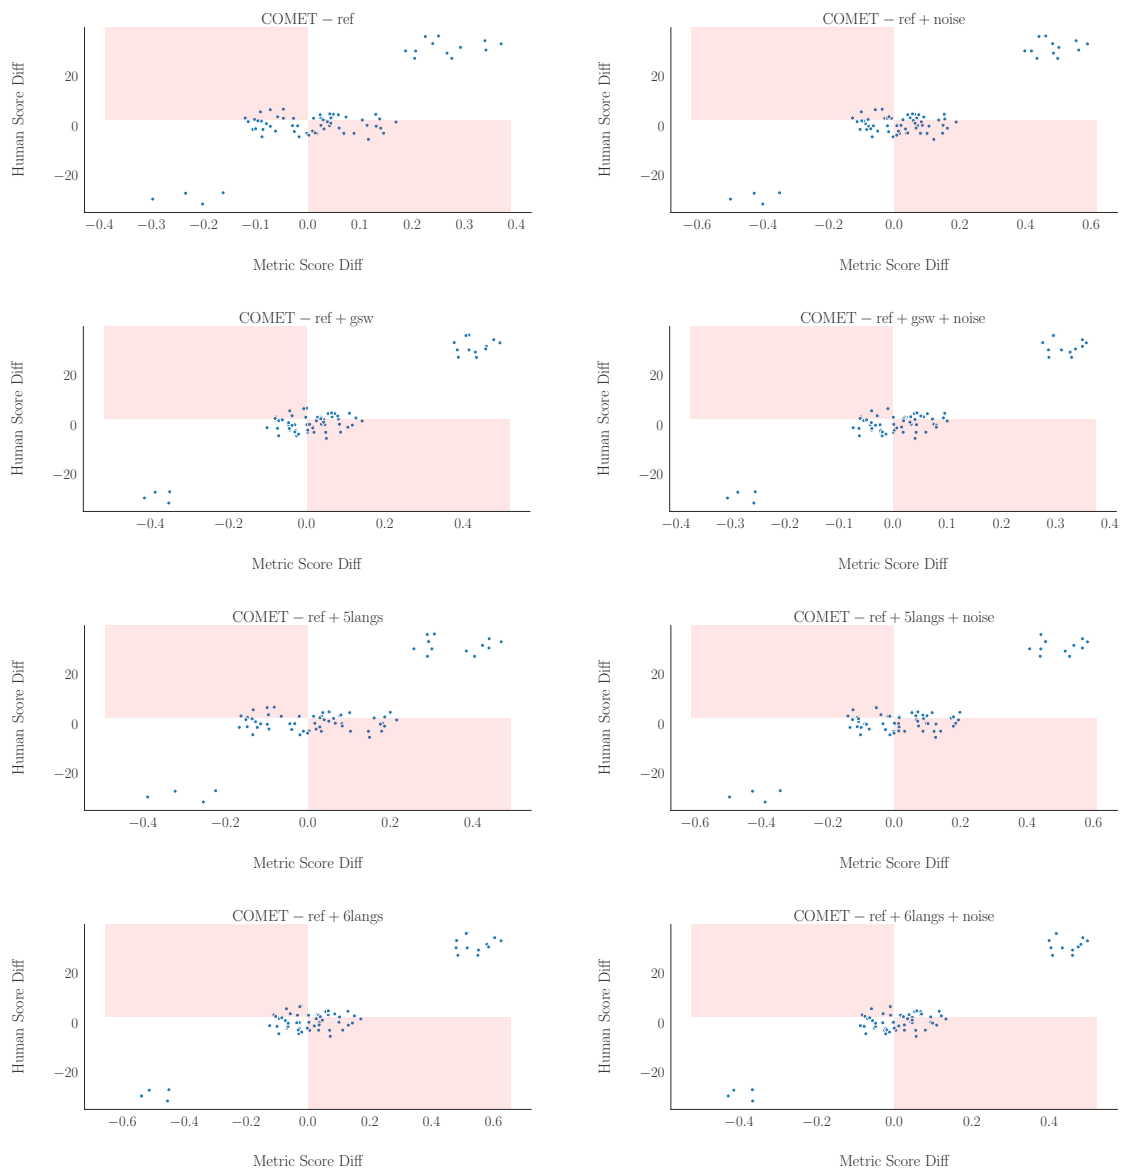 COMET − ref
COMET − ref + noise
Human Score Diff
20
0
−20
−0.4 −0.3 −0.2 −0.1 0.0 0.1 0.2 0.3 0.4
Metric Score Diff
Human Score Diff
20
0
−20
−0.6 −0.4 −0.2 0.0 0.2 0.4 0.6
Metric Score Diff
COMET − ref + gsw
COMET − ref + gsw + noise
Human Score Diff
20
0
−20
−0.4 −0.2 0.0 0.2 0.4
Metric Score Diff
Human Score Diff
20
0
−20
−0.4 −0.3 −0.2 −0.1 0.0 0.1 0.2 0.3 0.4
Metric Score Diff
COMET − ref + 5langs
COMET − ref + 5langs + noise
Human Score Diff
20
0
−20
−0.4 −0.2 0.0 0.2 0.4
Metric Score Diff
Human Score Diff
20
0
−20
−0.6 −0.4 −0.2 0.0 0.2 0.4 0.6
Metric Score Diff
COMET − ref + 6langs
COMET − ref + 6langs + noise
Human Score Diff
20
0
−20
−0.6 −0.4 −0.2 0.0 0.2 0.4 0.6
Metric Score Diff
Human Score Diff
20
0
−20
−0.4 −0.2 0.0 0.2 0.4
Metric Score Diff